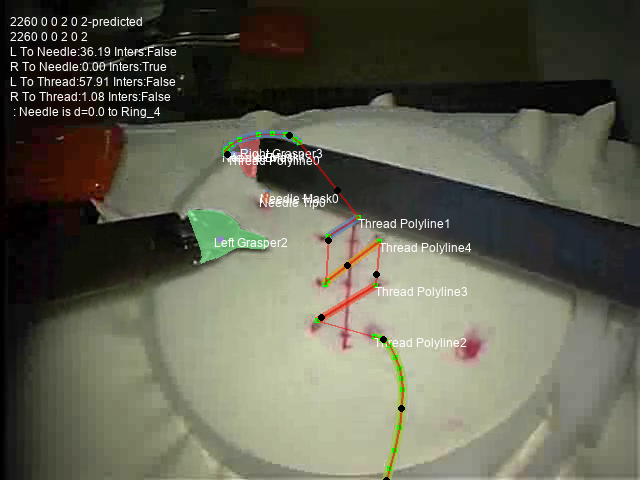 2260 0 0 2 0 2-predicted
2260 0 0 2 0 2
L To Needle:36.19 Inters:False
R To Needle:0.00 Inters:True
L To Thread:57.91 Inters:False
R To Thread:1.08 Inters:False
: Needle is d=0.0 to Ring_4
Right Grasper3
Thread Polyline0
Needle Mask0
Needle Tip0
Thread Polyline1
Left Grasper2
Thread Polyline4
Thread Polyline3
Thread Polyline2